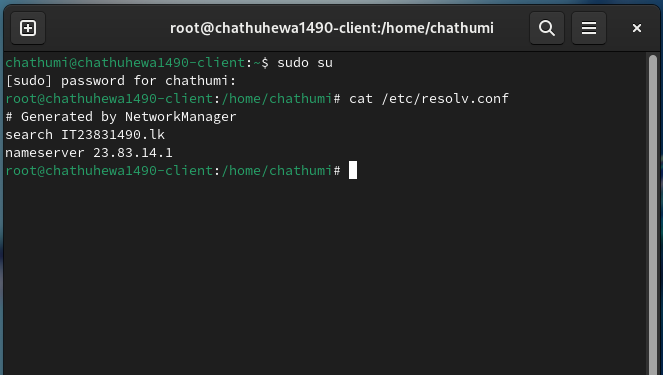 root@chathuhewa1490-client:/home/chathumi
chathumi@chathuhewa1490-client:~$ sudo su
[sudo] password for chathumi:
root@chathuhewa1490-client:/home/chathumi# cat /etc/resolv.conf
# Generated by NetworkManager
search IT23831490.lk
nameserver 23.83.14.1
root@chathuhewa1490-client:/home/chathumi#